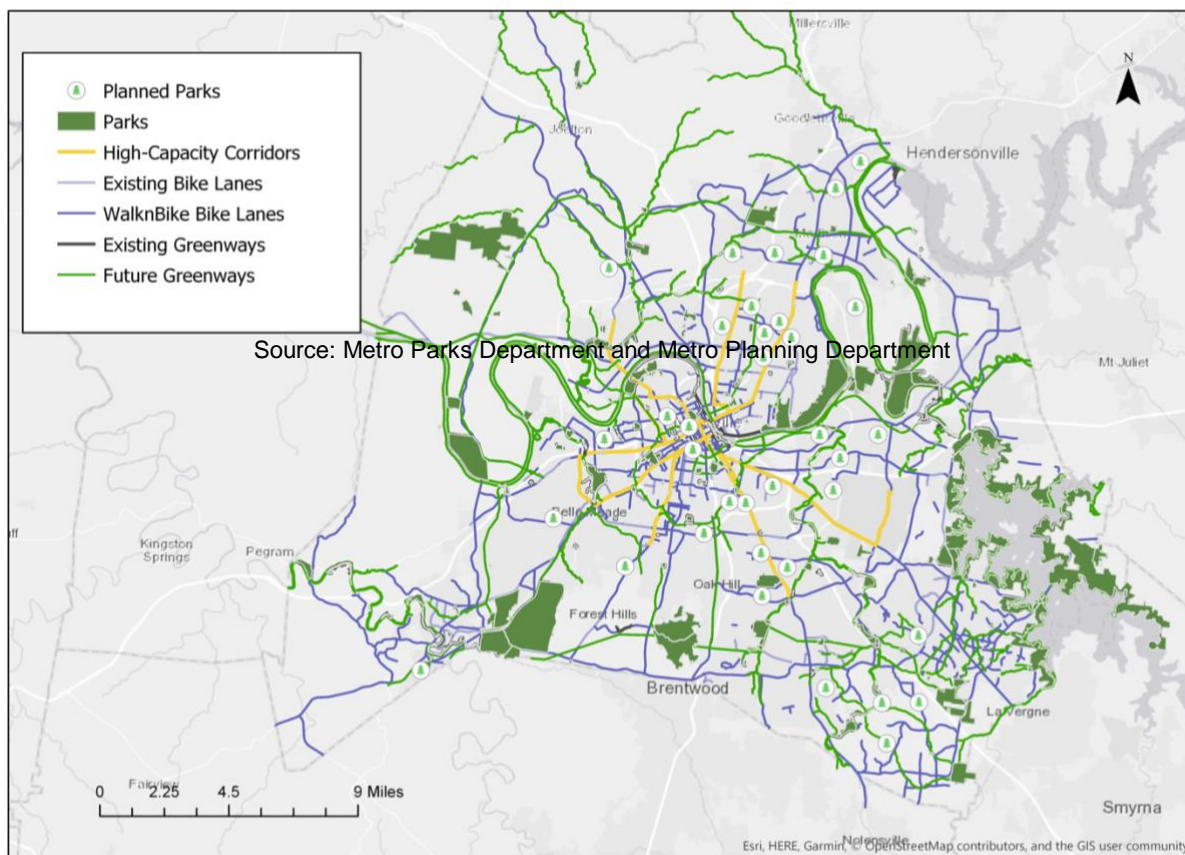 Millersville
Planned Parks
Parks
High-Capacity Corridors
Existing Bike Lanes
WalknBike Bike Lanes
Existing Greenways
Future Greenways
N
Joelton
Goodlettsville
Hendersonville
Source: Metro Parks Department and Metro Planning Department
Mt Juliet
Belle Meade
Kingston
Springs
Pegram
Oak Hill
Forest Hills
Brentwood
La Vergne
Fairview
0 2.25 4.5 9 Miles
Smyrna
Nolensville
Esri, HERE, Garmin, © OpenStreetMap contributors, and the GIS user community